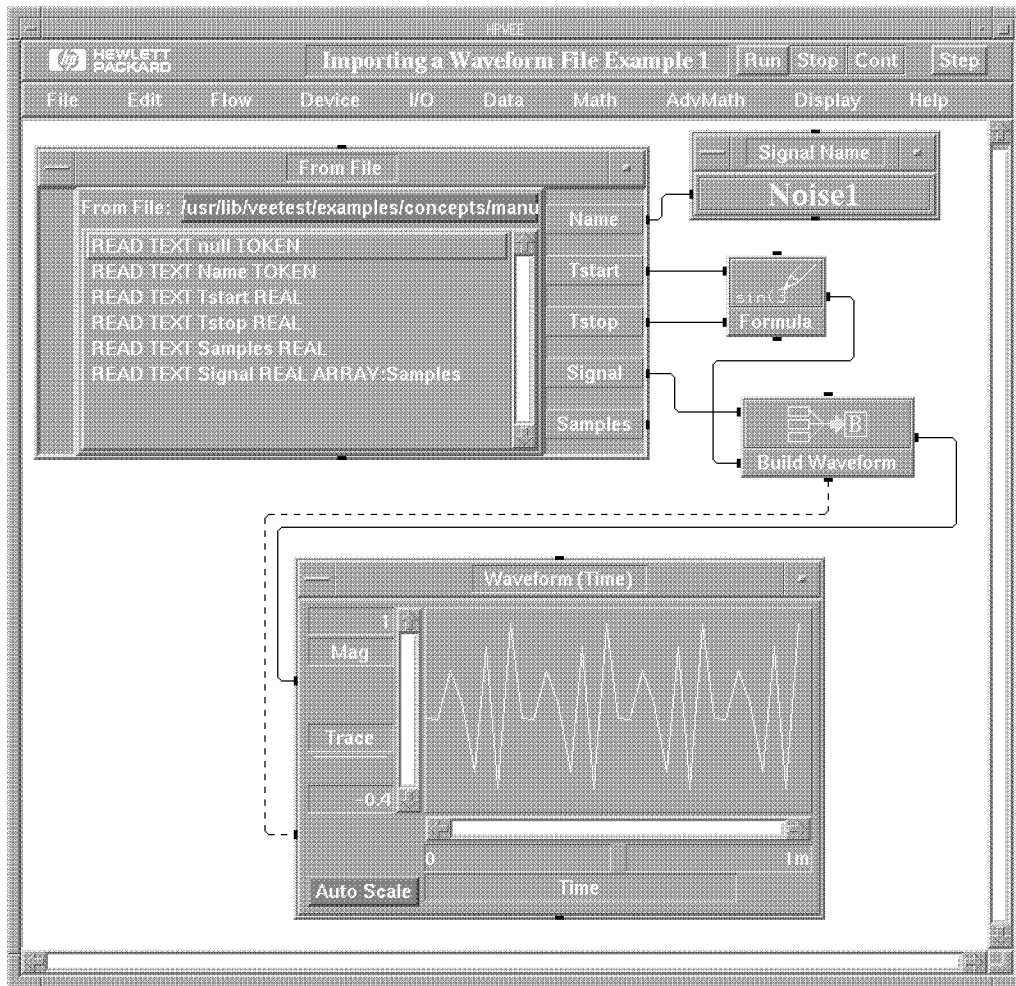 HPVEE
hp HEWLETT PACKARD
Importing a Waveform File Example 1
Run Stop Cont Step
File Edit Flow Device I/O Data Math AdvMath Display Help
From File
From File: /usr/lib/veetest/examples/concepts/manu
READ TEXT null TOKEN
READ TEXT Name TOKEN
READ TEXT Tstart REAL
READ TEXT Tstop REAL
READ TEXT Samples REAL
READ TEXT Signal REAL ARRAY:Samples
Name
Tstart
Tstop
Signal
Samples
Signal Name
Noise1
sin(
Formula
B
Build Waveform
Waveform (Time)
1
Mag
Trace
-0.4
0 1m
Auto Scale
Time